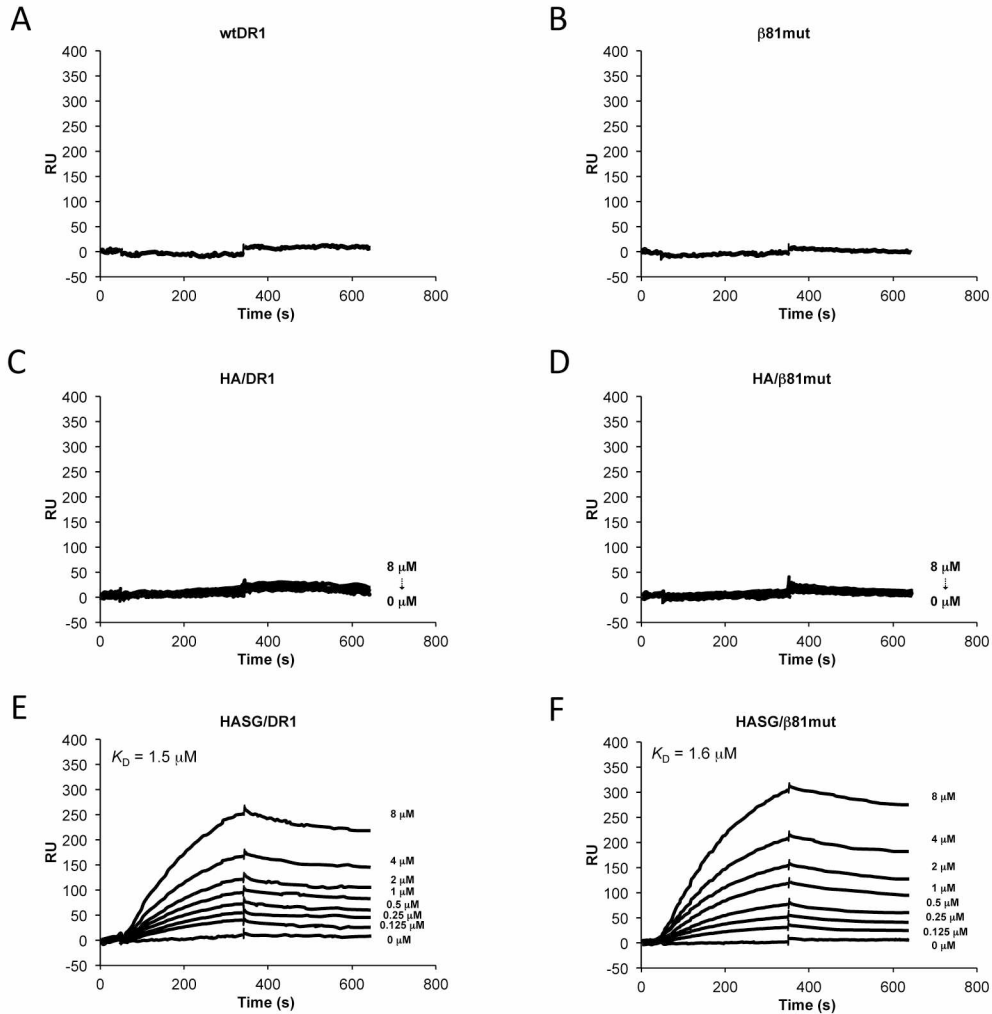 A
wtDR1
400
350
300
250
200
150
100
50
0
-50
RU
0 200 400 600 800
Time (s)
B
β81mut
400
350
300
250
200
150
100
50
0
-50
RU
0 200 400 600 800
Time (s)
C
HA/DR1
400
350
300
250
200
150
100
50
0
-50
RU
8 μM
0 μM
0 200 400 600 800
Time (s)
D
HA/β81mut
400
350
300
250
200
150
100
50
0
-50
RU
8 μM
0 μM
0 200 400 600 800
Time (s)
E
HASG/DR1
400
350
300
250
200
150
100
50
0
-50
RU
KD = 1.5 μM
8 μM
4 μM
2 μM
1 μM
0.5 μM
0.25 μM
0.125μM
0 μM
0 200 400 600 800
Time (s)
F
HASG/β81mut
400
350
300
250
200
150
100
50
0
-50
RU
KD = 1.6 μM
8 μM
4 μM
2 μM
1 μM
0.5 μM
0.25 μM
0.125 μM
0 μM
0 200 400 600 800
Time (s)